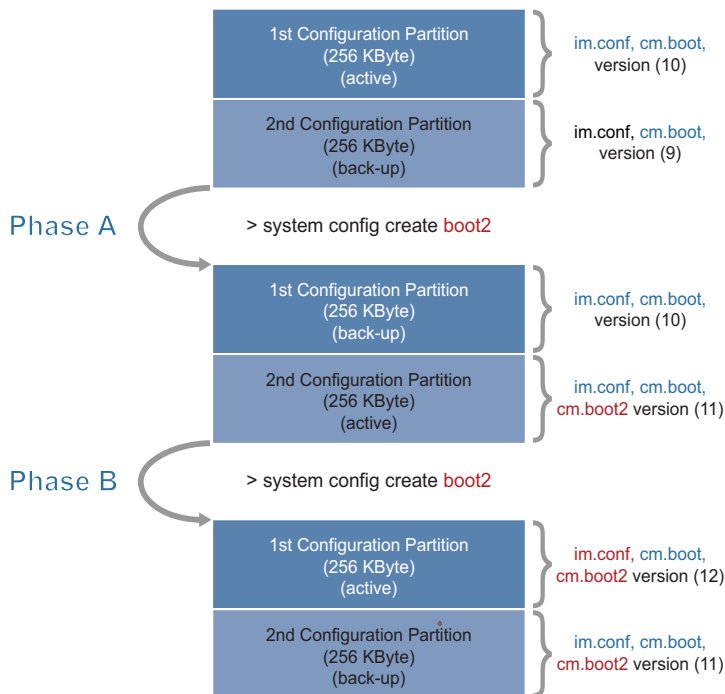 1st Configuration Partition
(256 KByte)
(active)
im.conf, cm.boot,
version (10)
2nd Configuration Partition
(256 KByte)
(back-up)
im.conf, cm.boot,
version (9)
Phase A
> system config create boot2
1st Configuration Partition
(256 KByte)
(back-up)
im.conf, cm.boot,
version (10)
2nd Configuration Partition
(256 KByte)
(active)
im.conf, cm.boot,
cm.boot2 version (11)
Phase B
> system config create boot2
1st Configuration Partition
(256 KByte)
(active)
im.conf, cm.boot,
cm.boot2 version (12)
2nd Configuration Partition
(256 KByte)
(back-up)
im.conf, cm.boot,
cm.boot2 version (11)